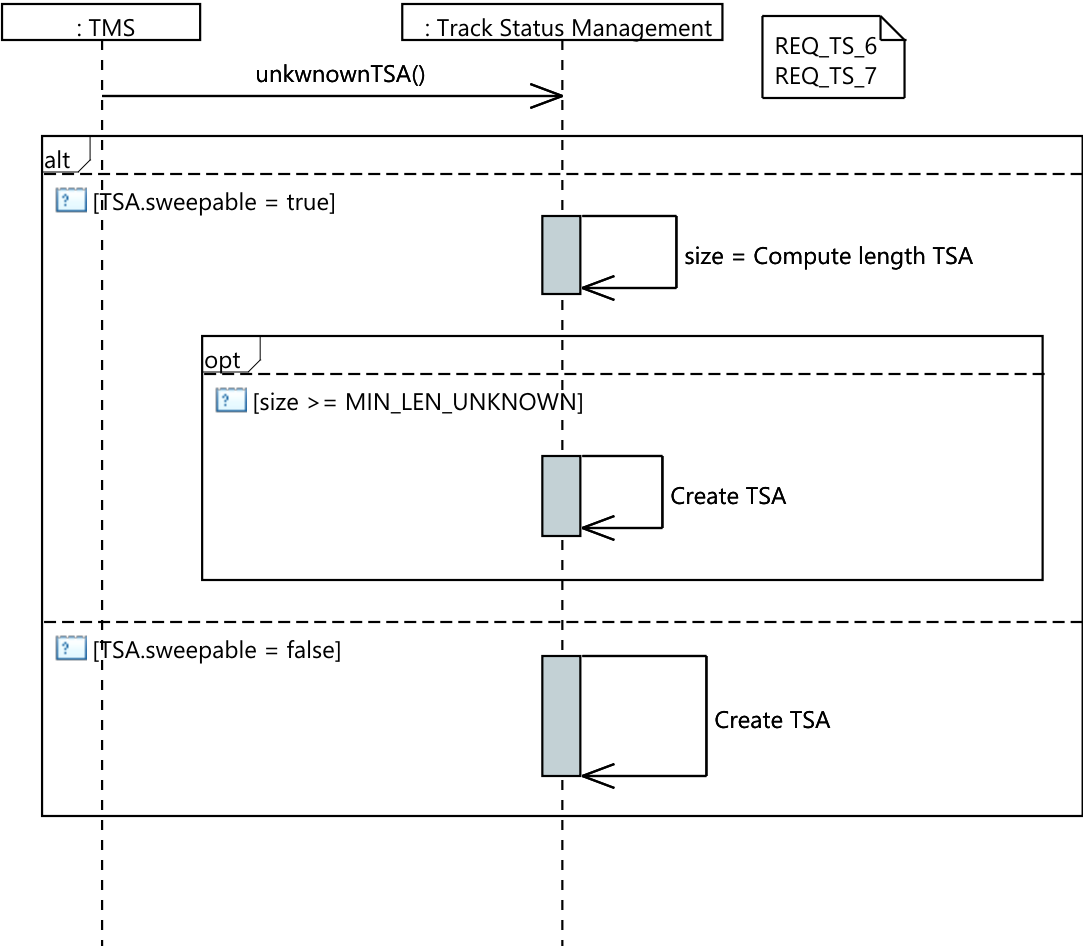 : TMS
: Track Status Management
REQ_TS_6
REQ_TS_7
unkwnownTSA()
alt
? [TSA.sweepable = true]
size = Compute length TSA
opt
? [size >= MIN_LEN_UNKNOWN]
Create TSA
? [TSA.sweepable = false]
Create TSA